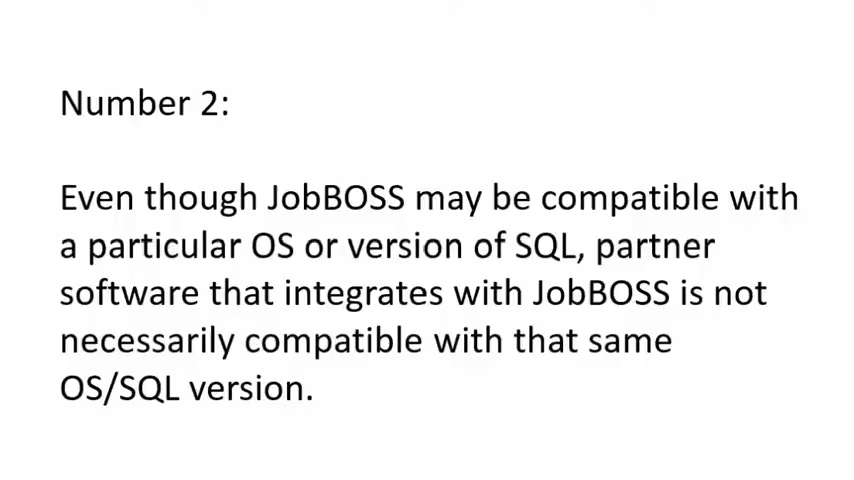 Number 2:
Even though JobBOSS may be compatible with
a particular OS or version of SQL, partner
software that integrates with JobBOSS is not
necessarily compatible with that same
OS/SQL version.